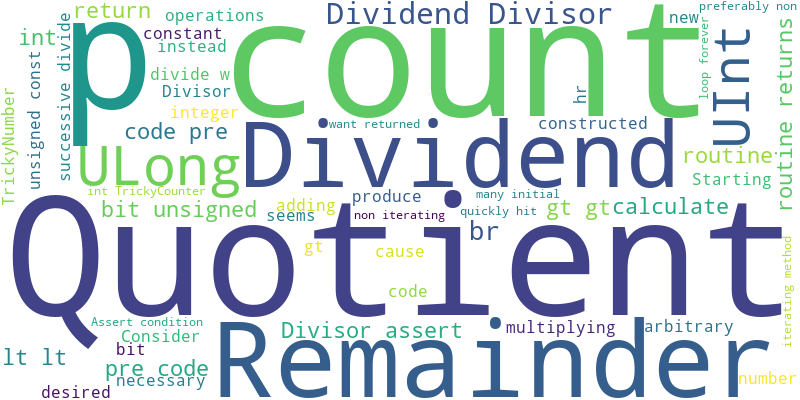 return
operations
Dividend Divisor
new
preferably non
int
constant
instead
p count
loop forever
successive divide
divide w
Divisor
hr
UInt
routine returns
unsigned const
integer
TrickyNumber
code pre
want returned
constructed
ULong
Dividend
routine
Starting
int TrickyCounter
produce
many initial
bit unsigned
adding
seems
non iterating
quickly hit
gt gt
calculate
br
Quotient
gt
cause
code
iterating method
Assert condition
Consider
Divisor assert
multiplying
arbitrary
lt lt
bit
pre code
necessary
Remainder
number
desired